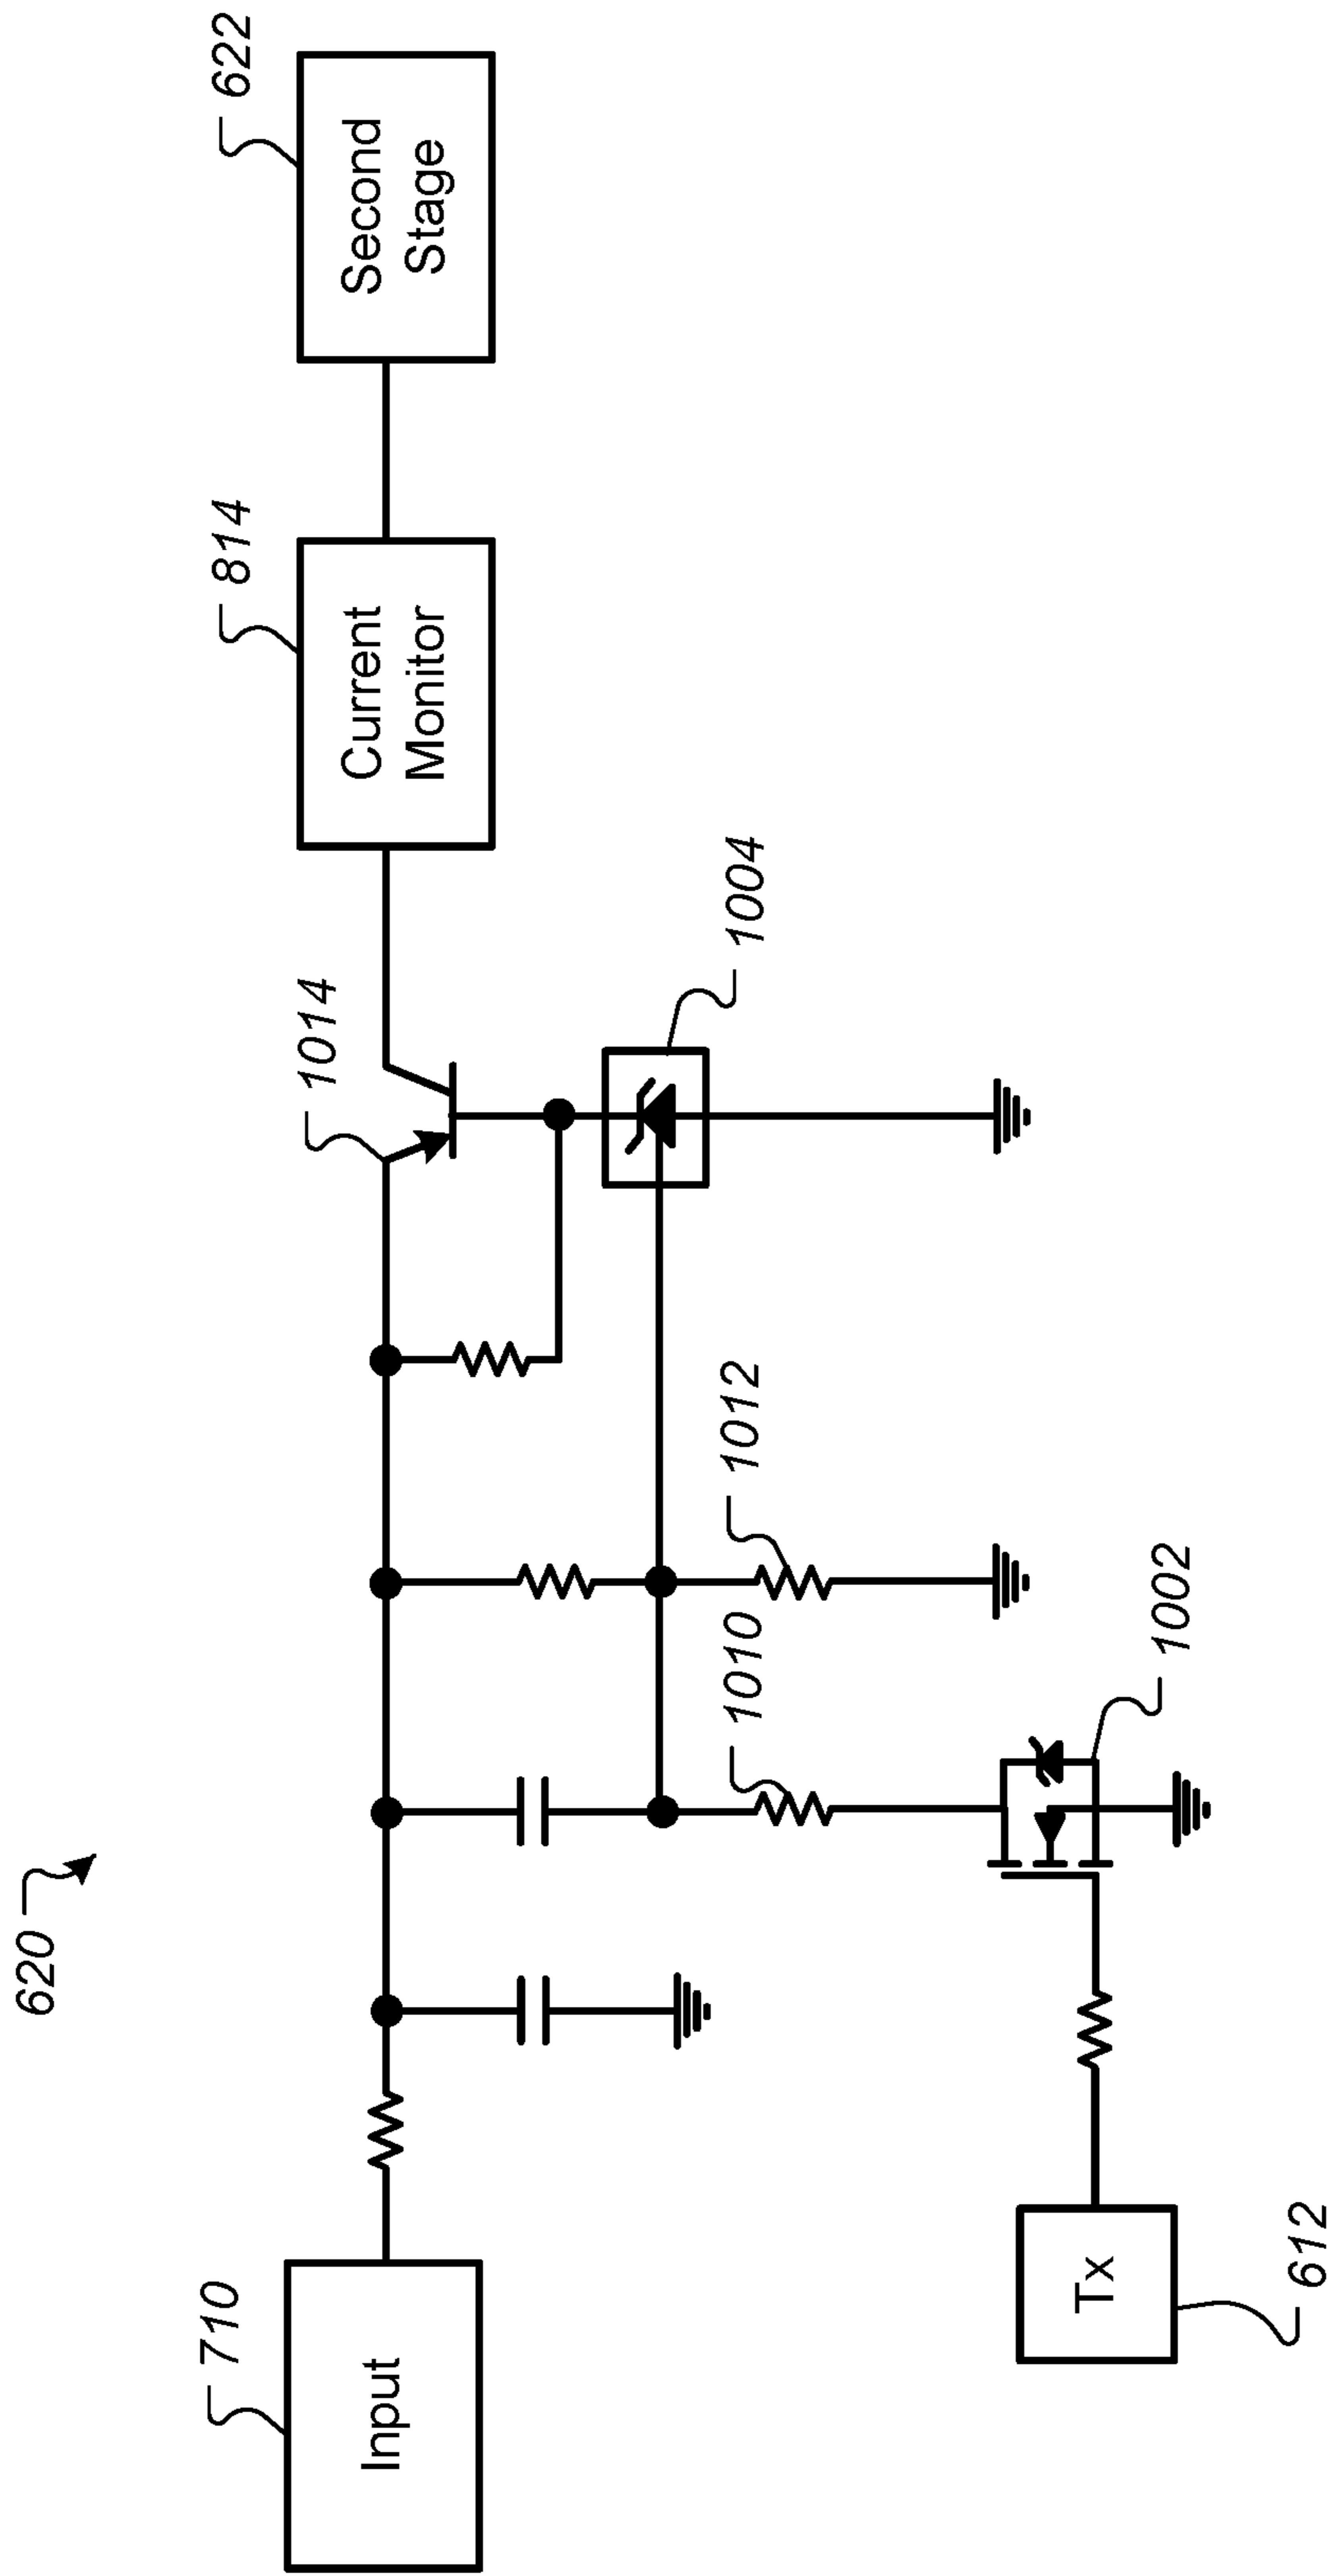 620
710
Input
1014
814
Current
Monitor
622
Second
Stage
1004
1012
1010
1002
Tx
612